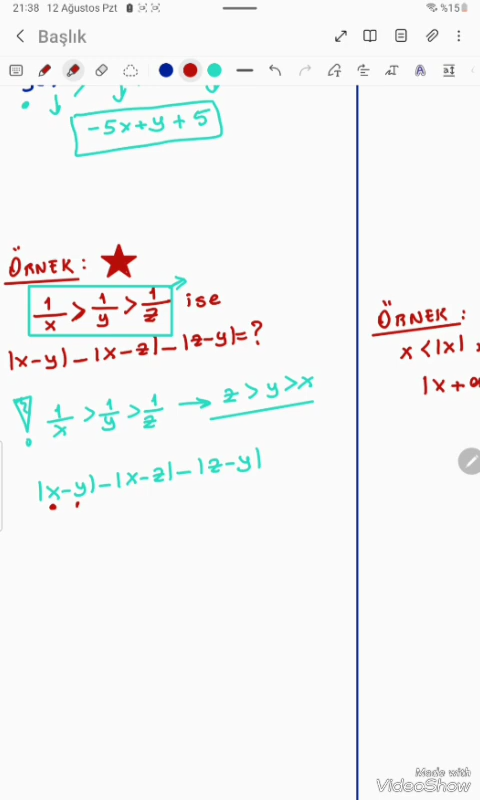 21:38 12 Ağustos Pzt %15
Başlık
-5x+y+5
ÖRNEK:
1/x > 1/y > 1/z ise
|x-y|-|x-z|-|z-y|=?
! 1/x > 1/y > 1/z → z>y>x
|x-y|-|x-z|-|z-y|
ÖRNEK:
x<|x|
|x+
Made with
VideoShow